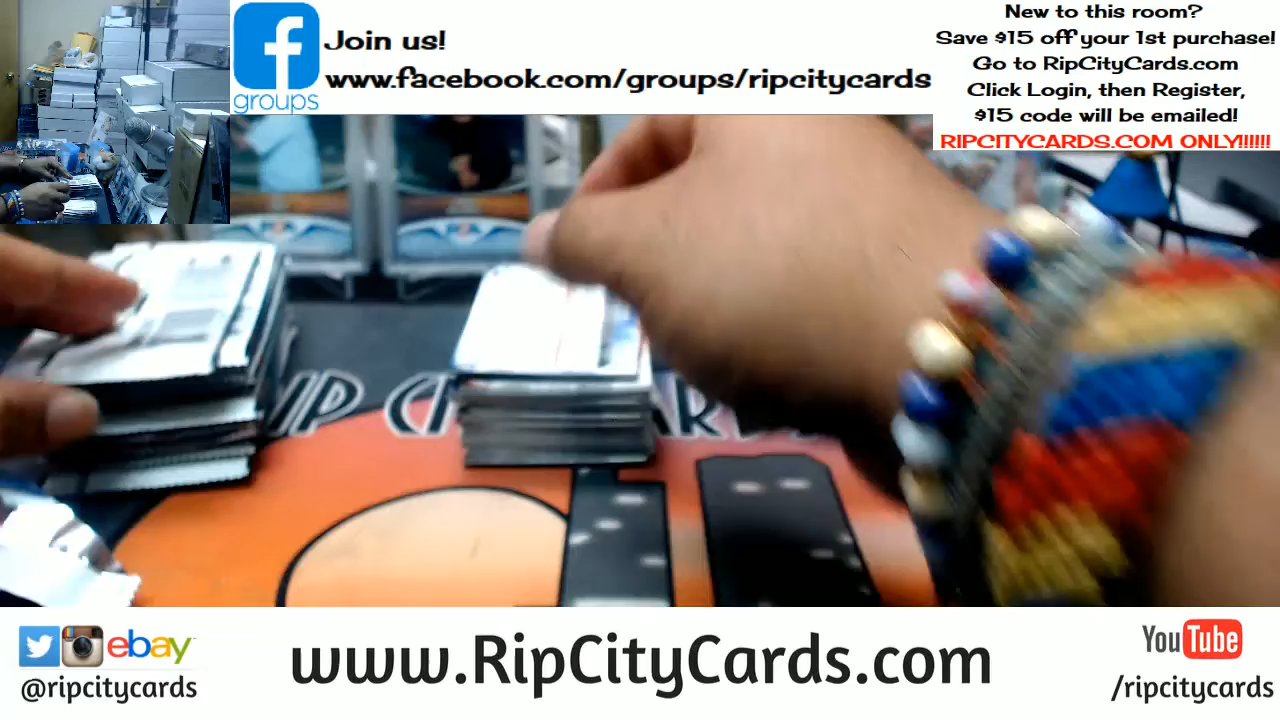 Join us!
www.facebook.com/groups/ripcitycards
groups
New to this room?
Save $15 off your 1st purchase!
Go to RipCityCards.com
Click Login, then Register,
$15 code will be emailed!
RIPCITYCARDS.COM ONLY!!!!!!
ebay
@ripcitycards
www.RipCityCards.com
YouTube
/ripcitycards